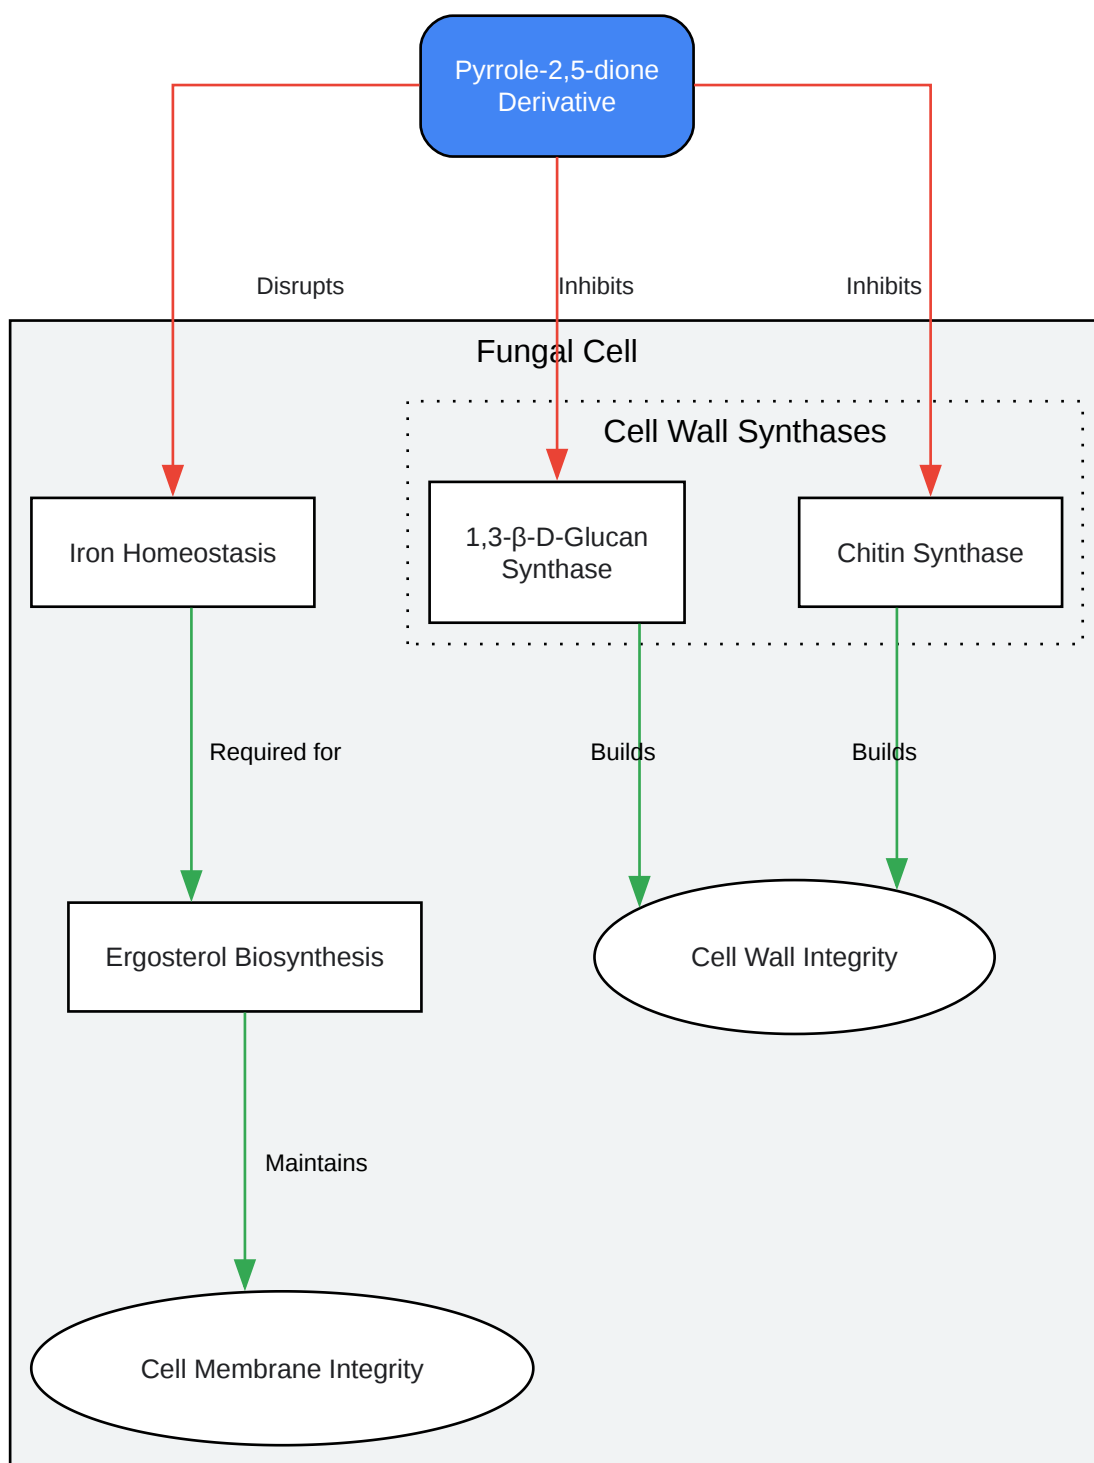 Pyrrole-2,5-dione
Derivative
Disrupts
Inhibits
Inhibits
Fungal Cell
Cell Wall Synthases
Iron Homeostasis
1,3-β-D-Glucan
Synthase
Chitin Synthase
Required for
Builds
Builds
Ergosterol Biosynthesis
Cell Wall Integrity
Maintains
Cell Membrane Integrity